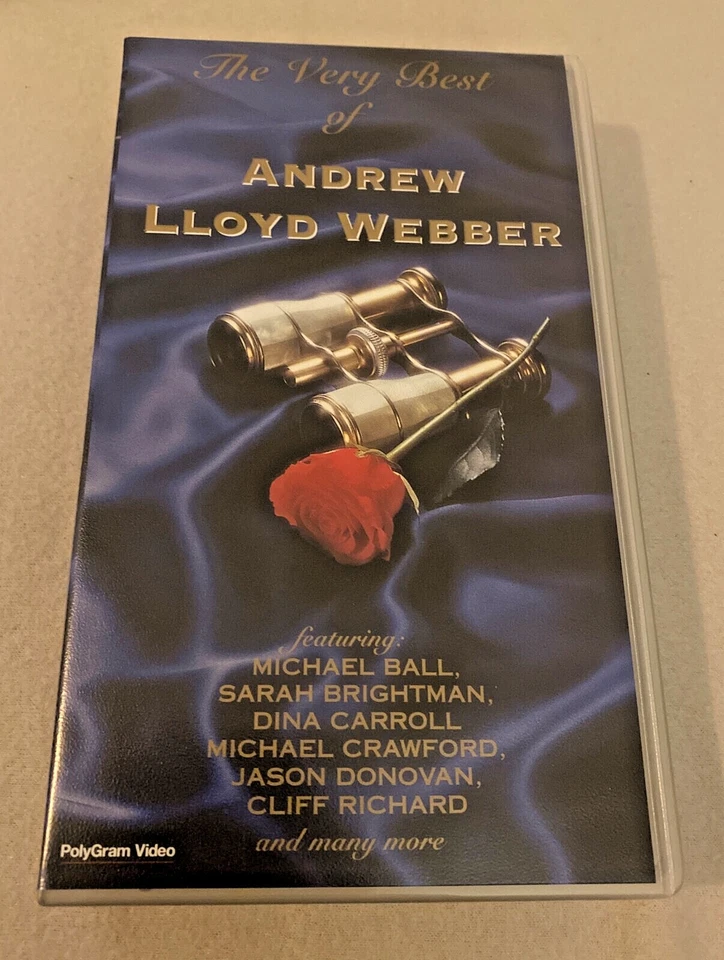 The Very Best
of
ANDREW
LLOYD WEBBER
featuring:
MICHAEL BALL,
SARAH BRIGHTMAN,
DINA CARROLL
MICHAEL CRAWFORD,
JASON DONOVAN,
CLIFF RICHARD
and many more
PolyGram Video